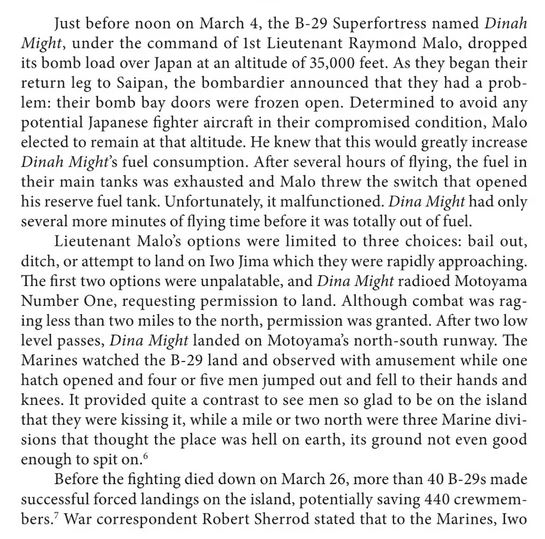 Just before noon on March 4, the B-29 Superfortress named Dinah
Might, under the command of 1st Lieutenant Raymond Malo, dropped
its bomb load over Japan at an altitude of 35,000 feet. As they began their
return leg to Saipan, the bombardier announced that they had a prob-
lem: their bomb bay doors were frozen open. Determined to avoid any
potential Japanese fighter aircraft in their compromised condition, Malo
elected to remain at that altitude. He knew that this would greatly increase
Dinah Might's fuel consumption. After several hours of flying, the fuel in
their main tanks was exhausted and Malo threw the switch that opened
his reserve fuel tank. Unfortunately, it malfunctioned. Dina Might had only
several more minutes of flying time before it was totally out of fuel.
Lieutenant Malo's options were limited to three choices: bail out,
ditch, or attempt to land on Iwo Jima which they were rapidly approaching.
The first two options were unpalatable, and Dina Might radioed Motoyama
Number One, requesting permission to land. Although combat was rag-
ing less than two miles to the north, permission was granted. After two low
level passes, Dina Might landed on Motoyama's north-south runway. The
Marines watched the B-29 land and observed with amusement while one
hatch opened and four or five men jumped out and fell to their hands and
knees. It provided quite a contrast to see men so glad to be on the island
that they were kissing it, while a mile or two north were three Marine divi-
sions that thought the place was hell on earth, its ground not even good
enough to spit on.6
Before the fighting died down on March 26, more than 40 B-29s made
successful forced landings on the island, potentially saving 440 crewmem-
bers.7 War correspondent Robert Sherrod stated that to the Marines, Iwo